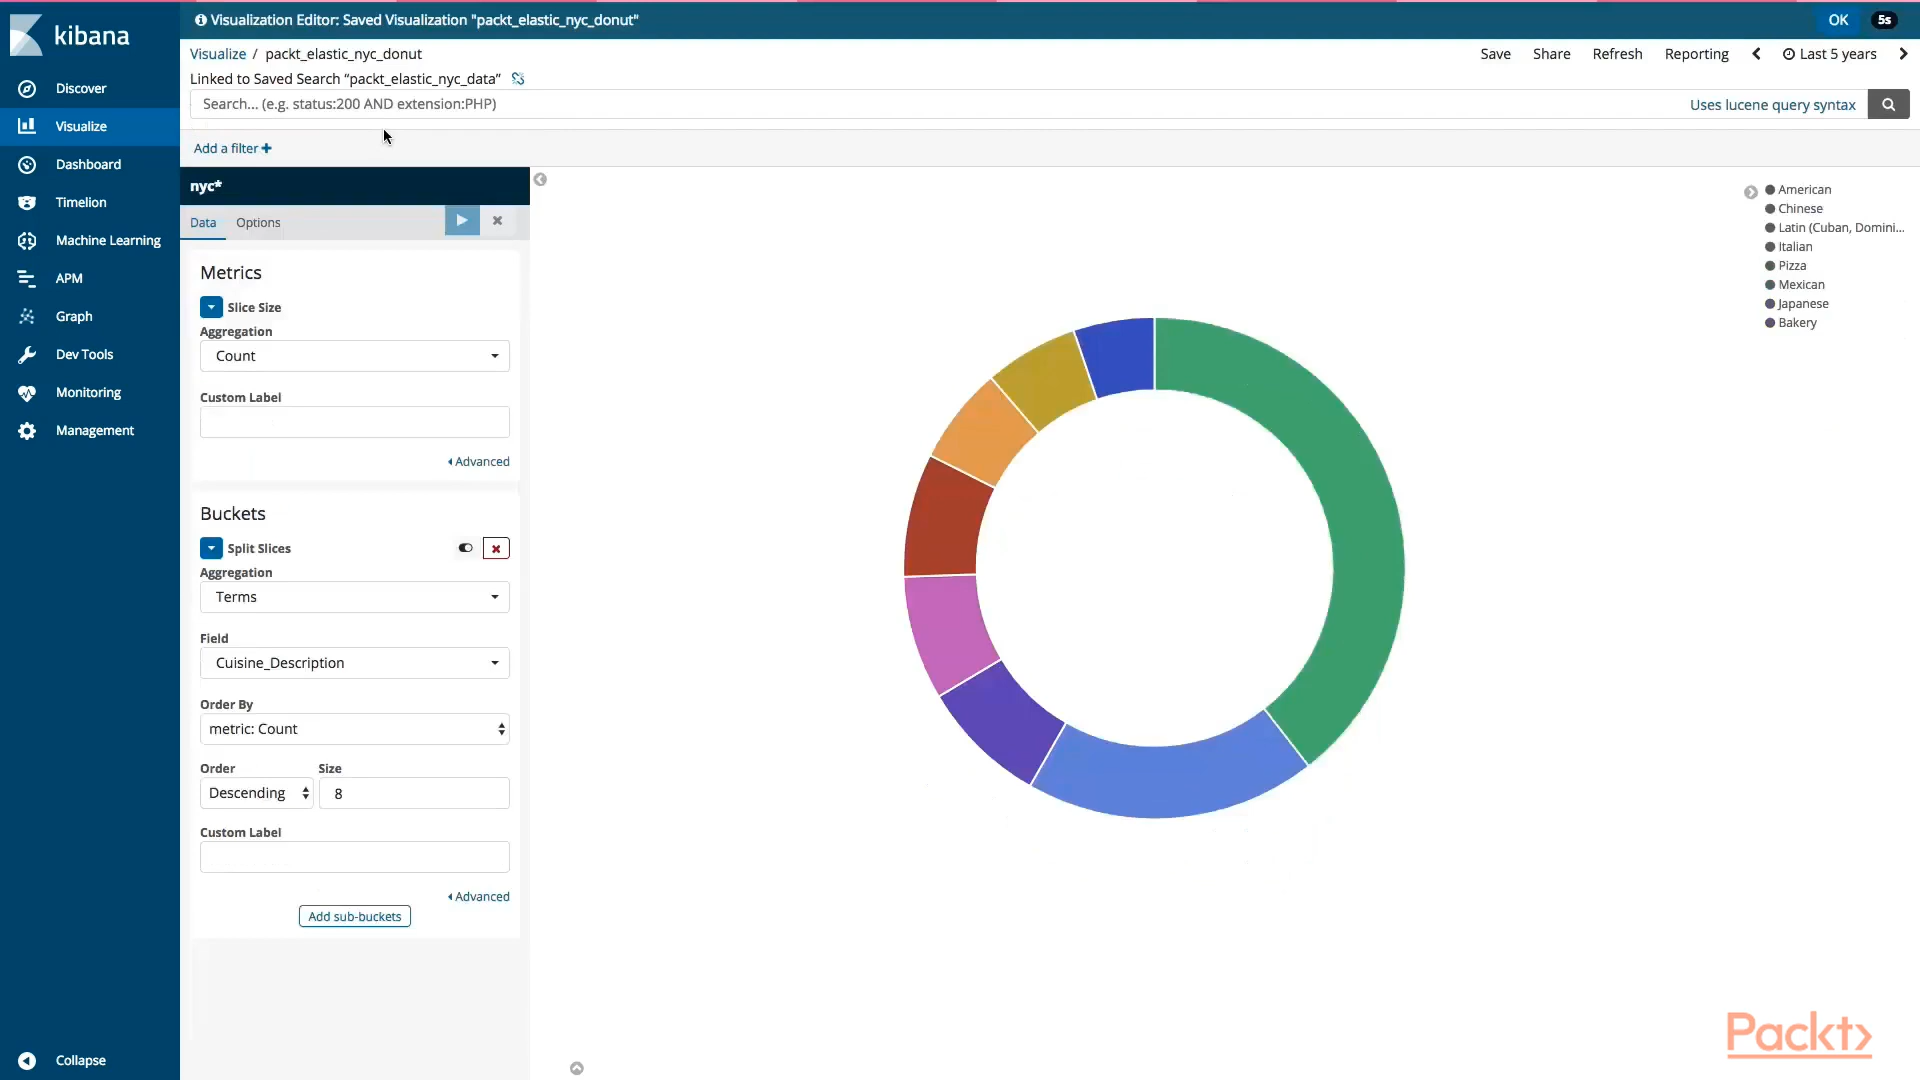 kibana
Discover
Visualize
Dashboard
Timelion
Machine Learning
APM
Graph
Dev Tools
Monitoring
Management
Collapse
Visualization Editor: Saved Visualization "packt_elastic_nyc_donut"
OK 5s
Visualize / packt_elastic_nyc_donut
Save Share Refresh Reporting Last 5 years
Linked to Saved Search “packt_elastic_nyc_data”
Search... (e.g. status:200 AND extension:PHP)
Uses lucene query syntax
Add a filter +
nyc*
Data Options
Metrics
Slice Size
Aggregation
Count
Custom Label
Advanced
Buckets
Split Slices
Aggregation
Terms
Field
Cuisine_Description
Order By
metric: Count
Order Size
Descending 8
Custom Label
Advanced
Add sub-buckets
American
Chinese
Latin (Cuban, Domini...
Italian
Pizza
Mexican
Japanese
Bakery
Packt>